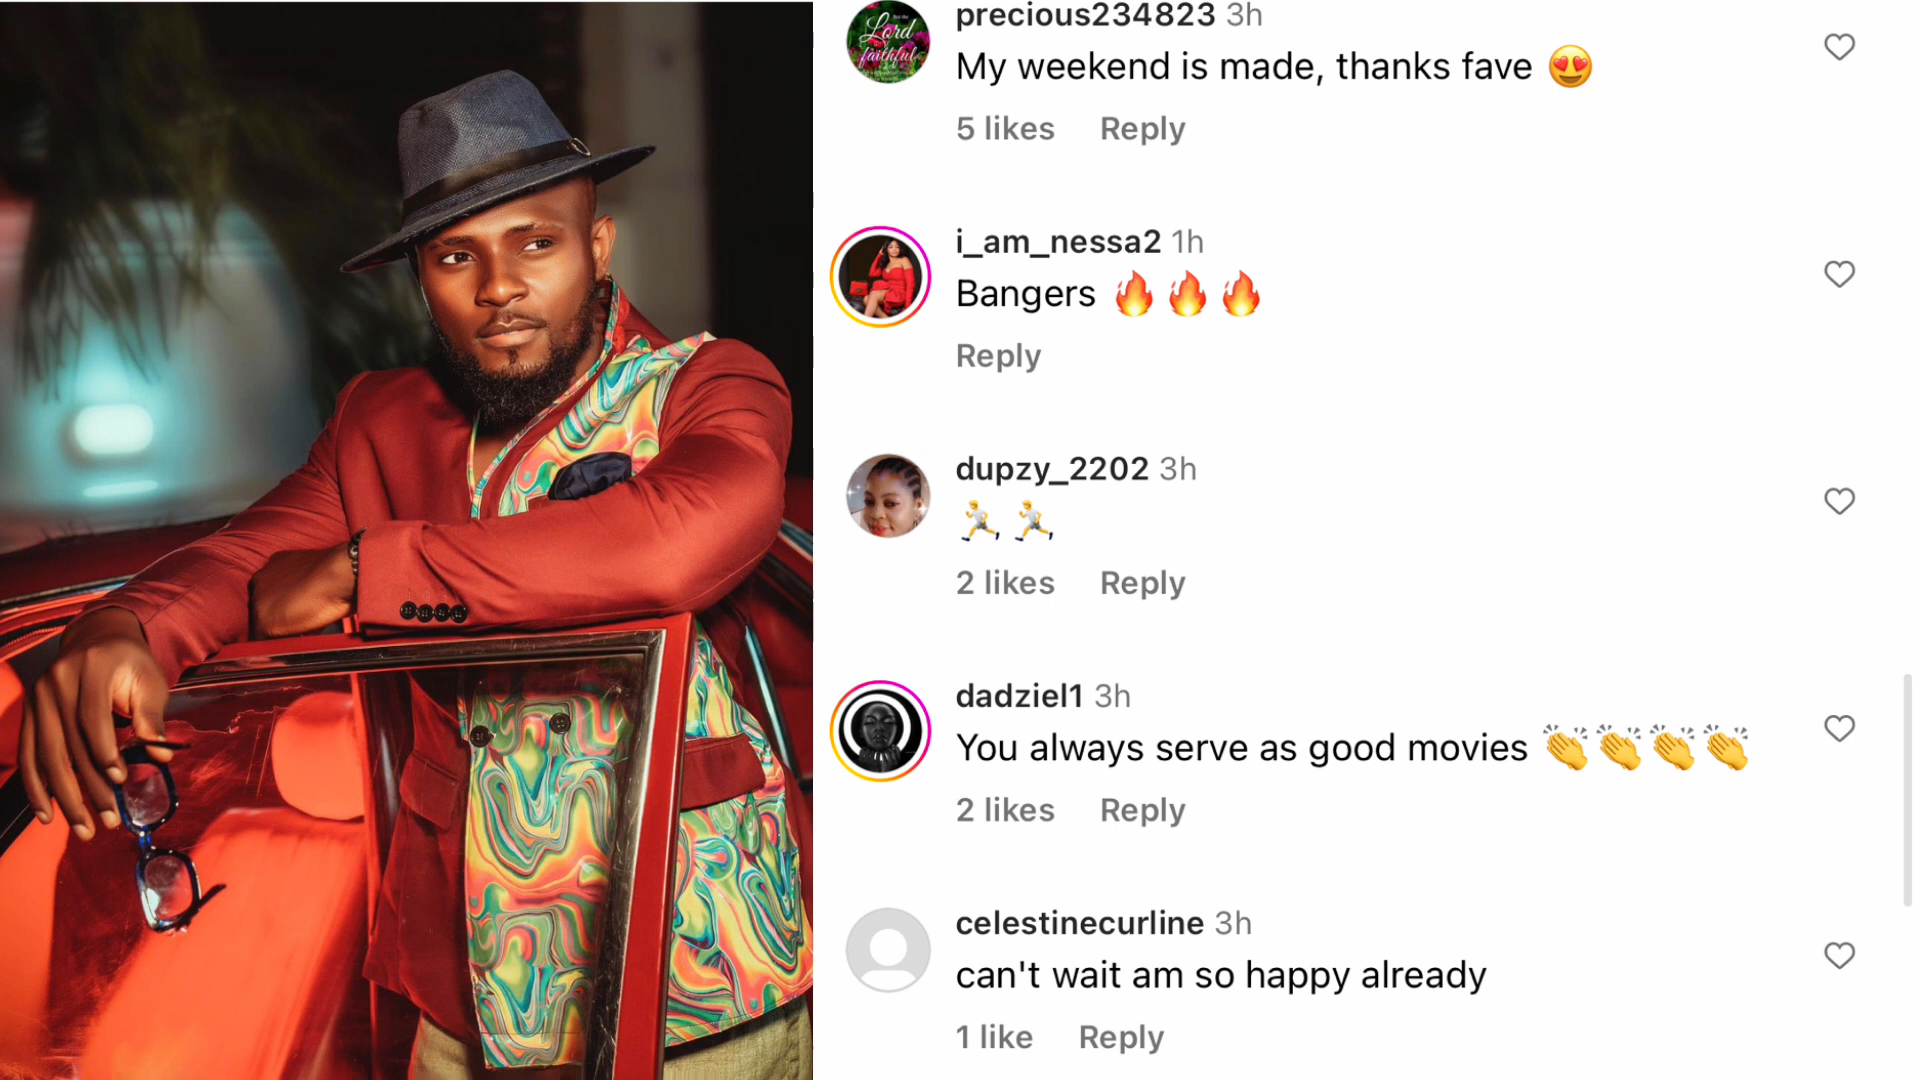 Lord
faithful
precious234823 3h
My weekend is made, thanks fave 😍
5 likes Reply
i_am_nessa2 1h
Bangers 🔥🔥🔥
Reply
dupzy_2202 3h
🏃🏃
2 likes Reply
dadziel1 3h
You always serve as good movies 👏👏👏👏
2 likes Reply
celestinecurline 3h
can't wait am so happy already
1 like Reply